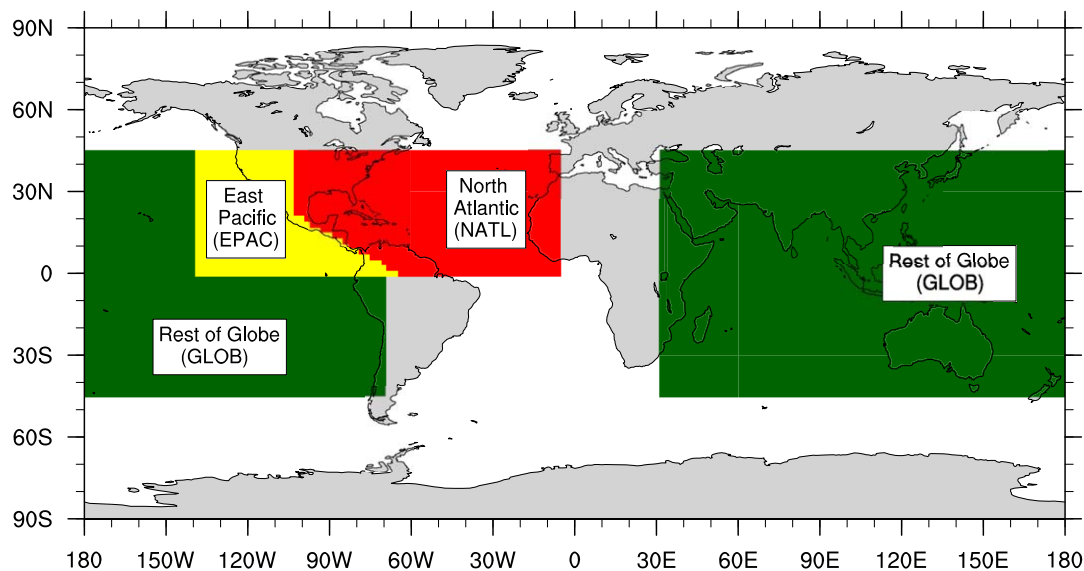 90N
60N
30N
0
30S
60S
90S
East
Pacific
(EPAC)
North
Atlantic
(NATL)
Rest of Globe
(GLOB)
Rest of Globe
(GLOB)
180 150W 120W 90W 60W 30W 0 30E 60E 90E 120E 150E 180